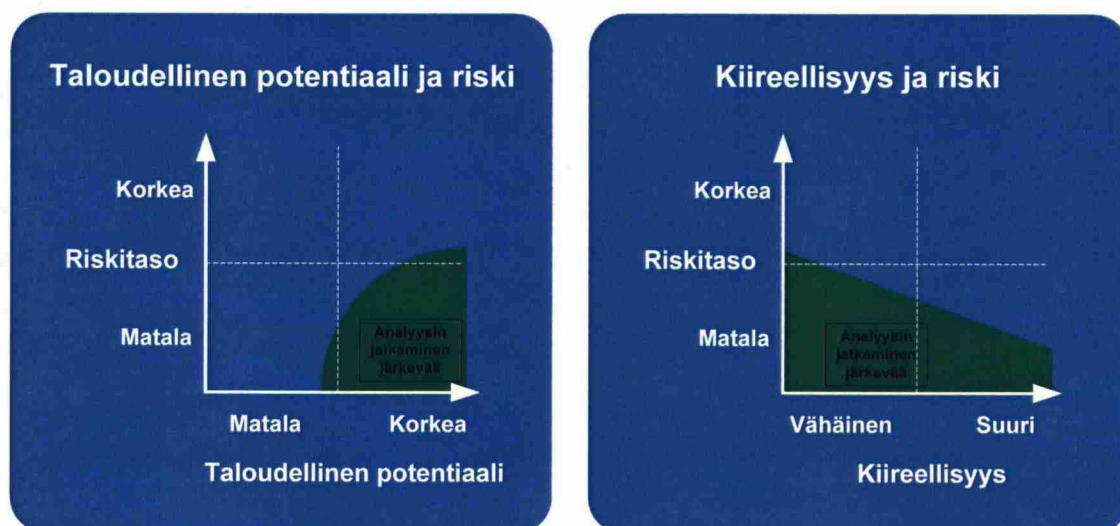 Taloudellinen potentiaali ja riski
Korkea
Riskitaso
Matala
Analyysin
jatkaminen
järkevää
Matala Korkea
Taloudellinen potentiaali
Kiireellisyys ja riski
Korkea
Riskitaso
Matala
Analyysin
jatkaminen
järkevää
Vähäinen Suuri
Kiireellisyys